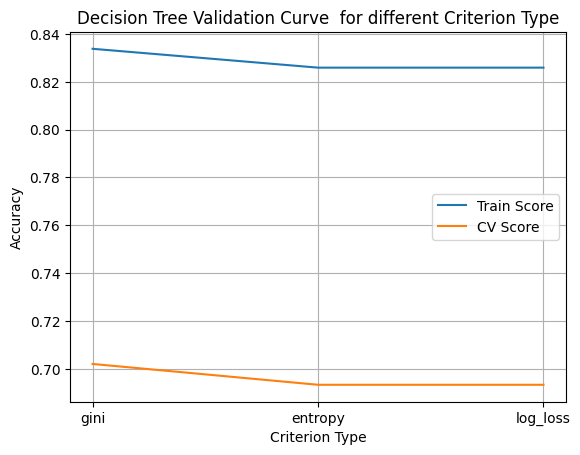 Decision Tree Validation Curve  for different Criterion Type
0.84
0.82
0.80
0.78
0.76
0.74
0.72
0.70
Accuracy
Train Score
CV Score
gini
entropy
log_loss
Criterion Type